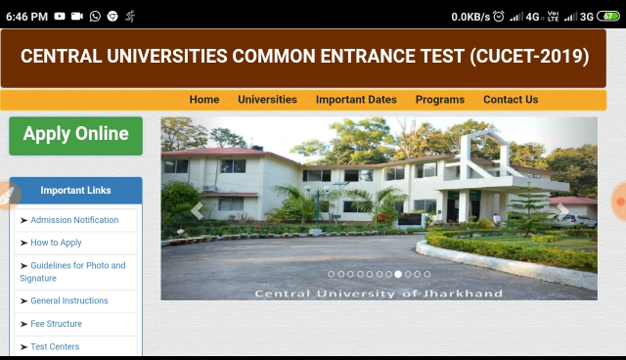 6:46 PM 0.0KB/s 4G VoLTE 3G 67
CENTRAL UNIVERSITIES COMMON ENTRANCE TEST (CUCET-2019)
Home Universities Important Dates Programs Contact Us
Apply Online
Important Links
➤ Admission Notification
➤ How to Apply
➤ Guidelines for Photo and
Signature
➤ General Instructions
➤ Fee Structure
➤ Test Centers
Central University of Jharkhand